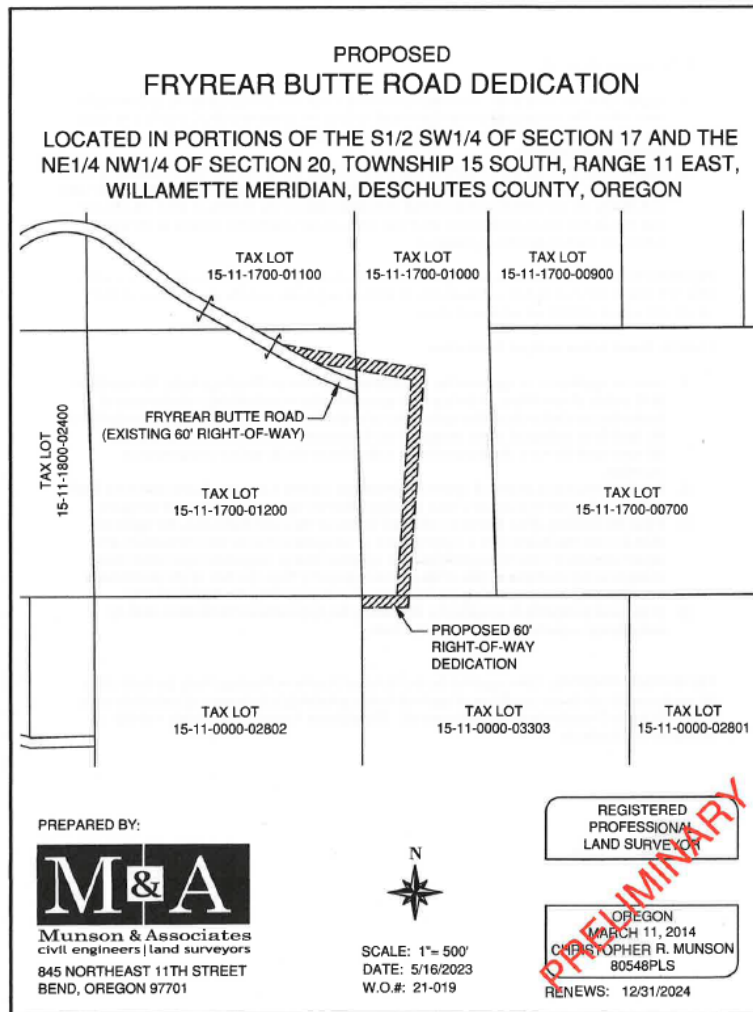 PROPOSED
FRYREAR BUTTE ROAD DEDICATION
LOCATED IN PORTIONS OF THE S1/2 SW1/4 OF SECTION 17 AND THE
NE1/4 NW1/4 OF SECTION 20, TOWNSHIP 15 SOUTH, RANGE 11 EAST,
WILLAMETTE MERIDIAN, DESCHUTES COUNTY, OREGON
TAX LOT
15-11-1700-01100
TAX LOT
15-11-1700-01000
TAX LOT
15-11-1700-00900
FRYREAR BUTTE ROAD
(EXISTING 60' RIGHT-OF-WAY)
TAX LOT
15-11-1800-02400
TAX LOT
15-11-1700-01200
TAX LOT
15-11-1700-00700
PROPOSED 60'
RIGHT-OF-WAY
DEDICATION
TAX LOT
15-11-0000-02802
TAX LOT
15-11-0000-03303
TAX LOT
15-11-0000-02801
PREPARED BY:
M&A
Munson & Associates
civil engineers | land surveyors
845 NORTHEAST 11TH STREET
BEND, OREGON 97701
N
SCALE: 1"= 500'
DATE: 5/16/2023
W.O.#: 21-019
REGISTERED
PROFESSIONAL
LAND SURVEYOR
PRELIMINARY
OREGON
MARCH 11, 2014
CHRISTOPHER R. MUNSON
80548PLS
RENEWS: 12/31/2024